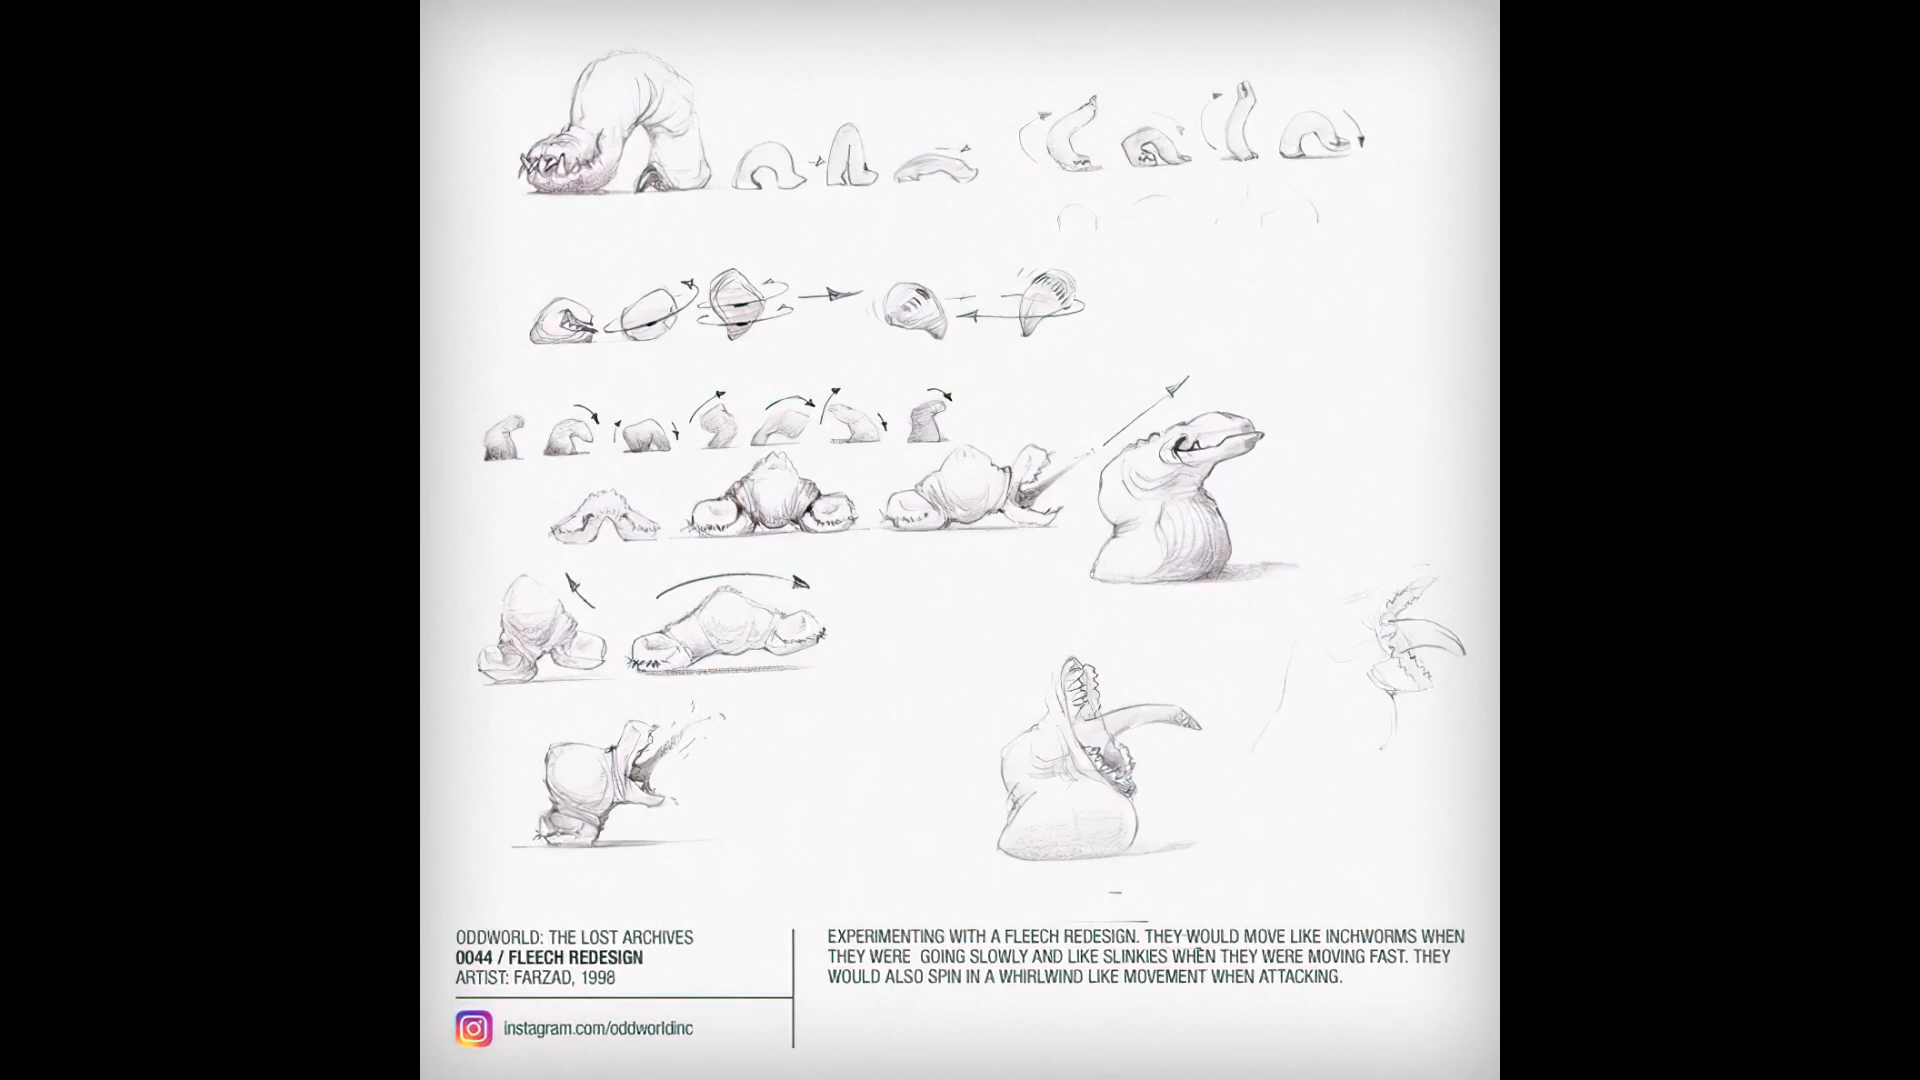 ODDWORLD: THE LOST ARCHIVES
0044 / FLEECH REDESIGN
ARTIST: FARZAD, 1998
instagram.com/oddworldinc
EXPERIMENTING WITH A FLEECH REDESIGN. THEY WOULD MOVE LIKE INCHWORMS WHEN
THEY WERE GOING SLOWLY AND LIKE SLINKIES WHEN THEY WERE MOVING FAST. THEY
WOULD ALSO SPIN IN A WHIRLWIND LIKE MOVEMENT WHEN ATTACKING.